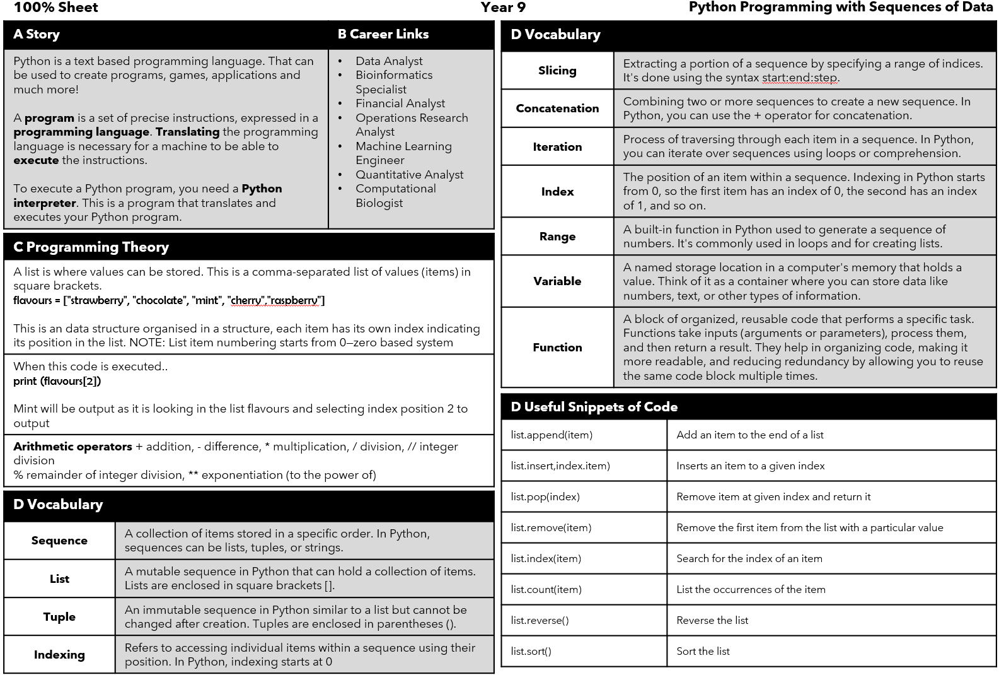 100% Sheet
Year 9
Python Programming with Sequences of Data
A Story
B Career Links
Python is a text based programming language. That can
be used to create programs, games, applications and
much more!
A program is a set of precise instructions, expressed in a
programming language. Translating the programming
language is necessary for a machine to be able to
execute the instructions.
To execute a Python program, you need a Python
interpreter. This is a program that translates and
executes your Python program.
• Data Analyst
• Bioinformatics
Specialist
• Financial Analyst
• Operations Research
Analyst
• Machine Learning
Engineer
• Quantitative Analyst
• Computational
Biologist
C Programming Theory
A list is where values can be stored. This is a comma-separated list of values (items) in
square brackets.
flavours = ["strawberry", "chocolate", "mint", "cherry","raspberry"]
This is an data structure organised in a structure, each item has its own index indicating
its position in the list. NOTE: List item numbering starts from 0–zero based system
When this code is executed..
print (flavours[2])
Mint will be output as it is looking in the list flavours and selecting index position 2 to
output
Arithmetic operators + addition, - difference, * multiplication, / division, // integer
division
% remainder of integer division, ** exponentiation (to the power of)
D Vocabulary
Sequence
A collection of items stored in a specific order. In Python,
sequences can be lists, tuples, or strings.
List
A mutable sequence in Python that can hold a collection of items.
Lists are enclosed in square brackets [].
Tuple
An immutable sequence in Python similar to a list but cannot be
changed after creation. Tuples are enclosed in parentheses ().
Indexing
Refers to accessing individual items within a sequence using their
position. In Python, indexing starts at 0
D Vocabulary
Slicing
Extracting a portion of a sequence by specifying a range of indices.
It's done using the syntax start:end:step.
Concatenation
Combining two or more sequences to create a new sequence. In
Python, you can use the + operator for concatenation.
Iteration
Process of traversing through each item in a sequence. In Python,
you can iterate over sequences using loops or comprehension.
Index
The position of an item within a sequence. Indexing in Python starts
from 0, so the first item has an index of 0, the second has an index
of 1, and so on.
Range
A built-in function in Python used to generate a sequence of
numbers. It's commonly used in loops and for creating lists.
Variable
A named storage location in a computer's memory that holds a
value. Think of it as a container where you can store data like
numbers, text, or other types of information.
Function
A block of organized, reusable code that performs a specific task.
Functions take inputs (arguments or parameters), process them,
and then return a result. They help in organizing code, making it
more readable, and reducing redundancy by allowing you to reuse
the same code block multiple times.
D Useful Snippets of Code
list.append(item)
Add an item to the end of a list
list.insert,index.item)
Inserts an item to a given index
list.pop(index)
Remove item at given index and return it
list.remove(item)
Remove the first item from the list with a particular value
list.index(item)
Search for the index of an item
list.count(item)
List the occurrences of the item
list.reverse()
Reverse the list
list.sort()
Sort the list